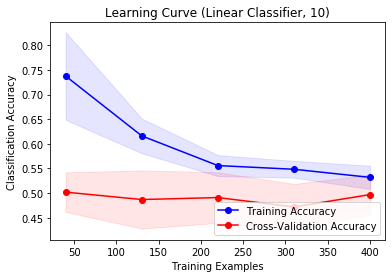 Learning Curve (Linear Classifier, 10)
Classification Accuracy
0.80
0.75
0.70
0.65
0.60
0.55
0.50
0.45
Training Accuracy
Cross-Validation Accuracy
50 100 150 200 250 300 350 400
Training Examples